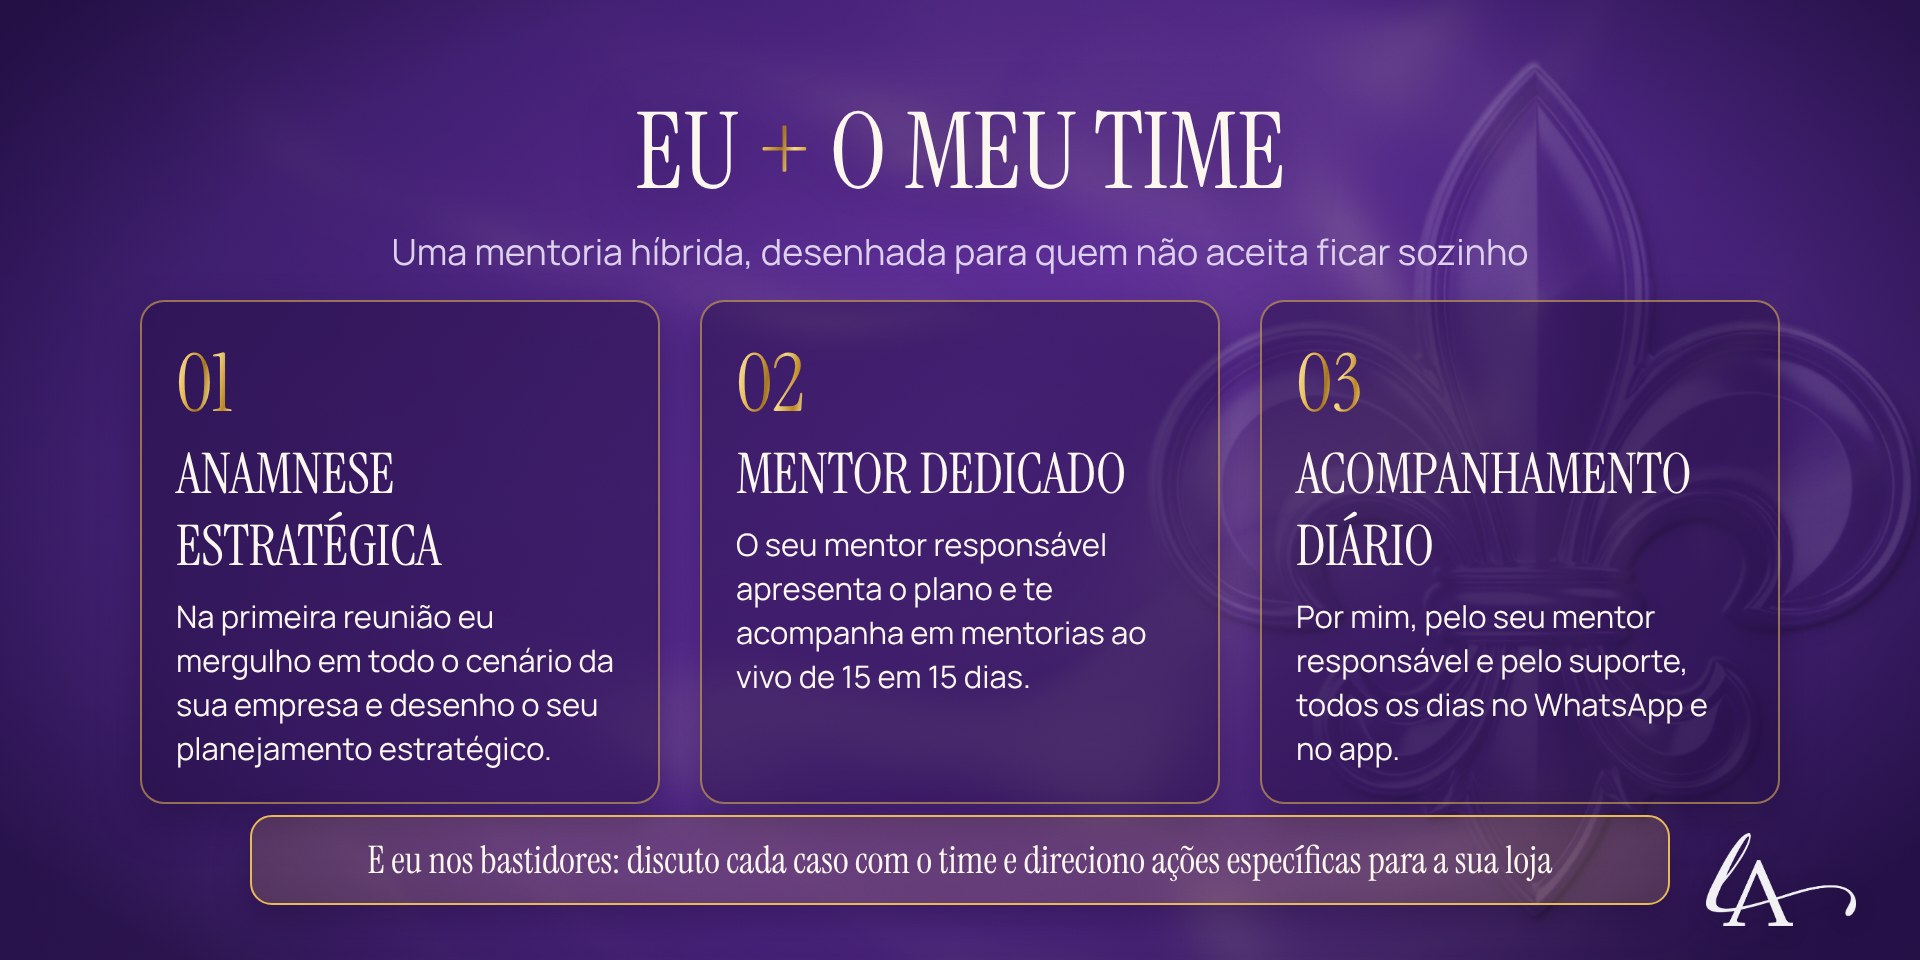 EU + O MEU TIME
Uma mentoria híbrida, desenhada para quem não aceita ficar sozinho
01
ANAMNESE
ESTRATÉGICA
Na primeira reunião eu
mergulho em todo o cenário da
sua empresa e desenho o seu
planejamento estratégico.
02
MENTOR DEDICADO
O seu mentor responsável
apresenta o plano e te
acompanha em mentorias ao
vivo de 15 em 15 dias.
03
ACOMPANHAMENTO
DIÁRIO
Por mim, pelo seu mentor
responsável e pelo suporte,
todos os dias no WhatsApp e
no app.
E eu nos bastidores: discuto cada caso com o time e direciono ações específicas para a sua loja
lA